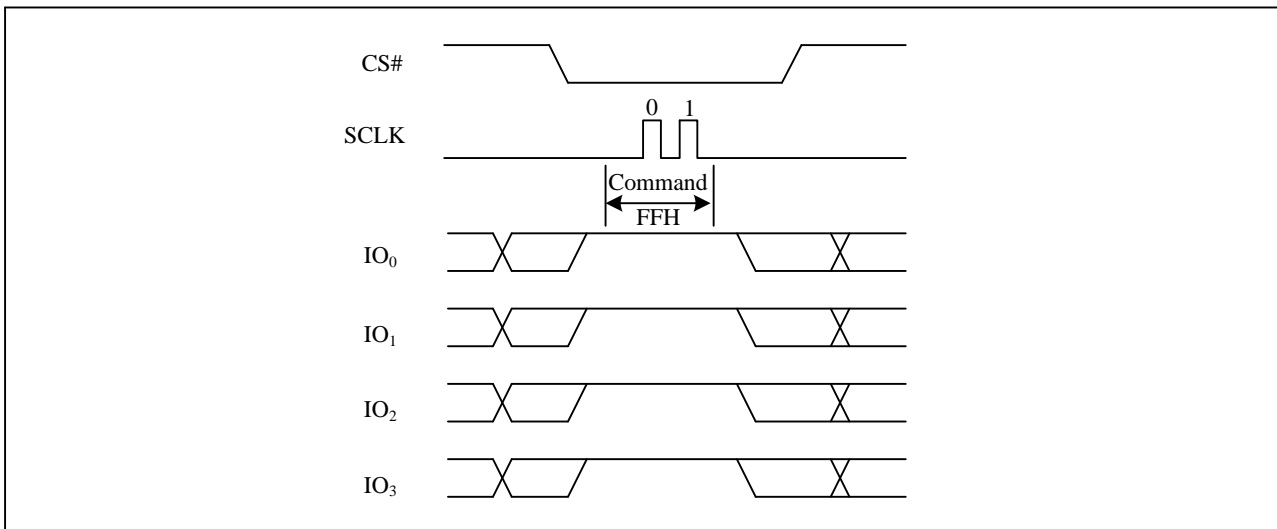 CS#
0 1
SCLK
Command
FFH
IO₀
IO₁
IO₂
IO₃